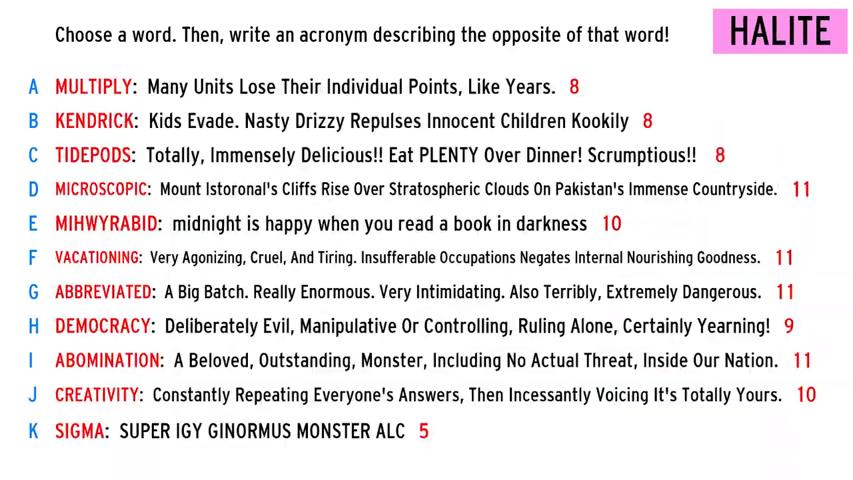 Choose a word. Then, write an acronym describing the opposite of that word!
HALITE
A MULTIPLY: Many Units Lose Their Individual Points, Like Years. 8
B KENDRICK: Kids Evade. Nasty Drizzy Repulses Innocent Children Kookily 8
C TIDEPODS: Totally, Immensely Delicious!! Eat PLENTY Over Dinner! Scrumptious!! 8
D MICROSCOPIC: Mount Istoronal's Cliffs Rise Over Stratospheric Clouds On Pakistan's Immense Countryside. 11
E MIHWYRABID: midnight is happy when you read a book in darkness 10
F VACATIONING: Very Agonizing, Cruel, And Tiring. Insufferable Occupations Negates Internal Nourishing Goodness. 11
G ABBREVIATED: A Big Batch. Really Enormous. Very Intimidating. Also Terribly, Extremely Dangerous. 11
H DEMOCRACY: Deliberately Evil, Manipulative Or Controlling, Ruling Alone, Certainly Yearning! 9
I ABOMINATION: A Beloved, Outstanding, Monster, Including No Actual Threat, Inside Our Nation. 11
J CREATIVITY: Constantly Repeating Everyone's Answers, Then Incessantly Voicing It's Totally Yours. 10
K SIGMA: SUPER IGY GINORMUS MONSTER ALC 5